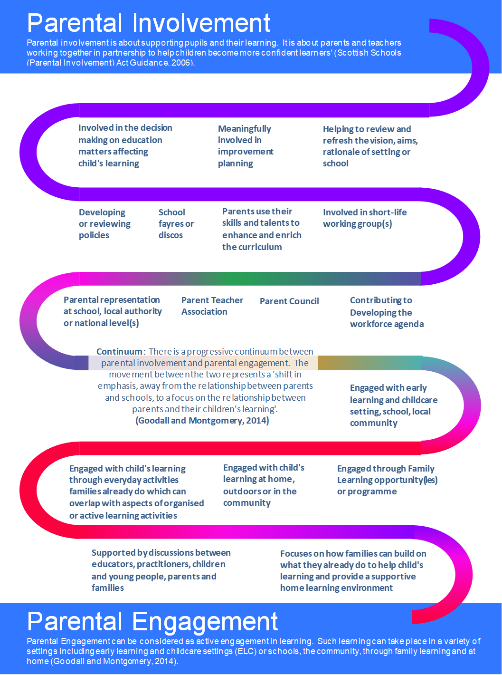 Parental Involvement
Parental involvement is about supporting pupils and their learning. It is about parents and teachers
working together in partnership to help children become more confident learners' (Scottish Schools
(Parental Involvement) Act Guidance, 2006).
Involved in the decision
making on education
matters affecting
child's learning
Meaningfully
involved in
improvement
planning
Helping to review and
refresh the vision, aims,
rationale of setting or
school
Developing
or reviewing
policies
School
fayres or
discos
Parents use their
skills and talents to
enhance and enrich
the curriculum
Involved in short-life
working group(s)
Parental representation
at school, local authority
or national level(s)
Parent Teacher
Association
Parent Council
Contributing to
Developing the
workforce agenda
Continuum: There is a progressive continuum between
parental involvement and parental engagement. The
movement between the two represents a 'shift in
emphasis, away from the relationship between parents
and schools, to a focus on the relationship between
parents and their children's learning'.
(Goodall and Montgomery, 2014)
Engaged with early
learning and childcare
setting, school, local
community
Engaged with child's learning
through everyday activities
families already do which can
overlap with aspects of organised
or active learning activities
Engaged with child's
learning at home,
outdoors or in the
community
Engaged through Family
Learning opportunity(ies)
or programme
Supported by discussions between
educators, practitioners, children
and young people, parents and
families
Focuses on how families can build on
what they already do to help child's
learning and provide a supportive
home learning environment
Parental Engagement
Parental Engagement can be considered as active engagement in learning. Such learning can take place in a variety of
settings including early learning and childcare settings (ELC) or schools, the community, through family learning and at
home (Goodall and Montgomery, 2014).